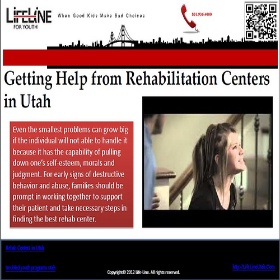 LIFELINE
FOR YOUTH
When Good Kids Make Bad Choices
Getting Help from Rehabilitation Centers
in Utah
Even the smallest problems can grow big
if the individual will not able to handle it
because it has the capability of pulling
down one's self-esteem, morals and
judgment. For early signs of destructive
behavior and abuse, families should be
prompt in working together to support
their patient and take necessary steps in
finding the best rehab center.
Copyright© 2012 Life-Line. All rights reserved.